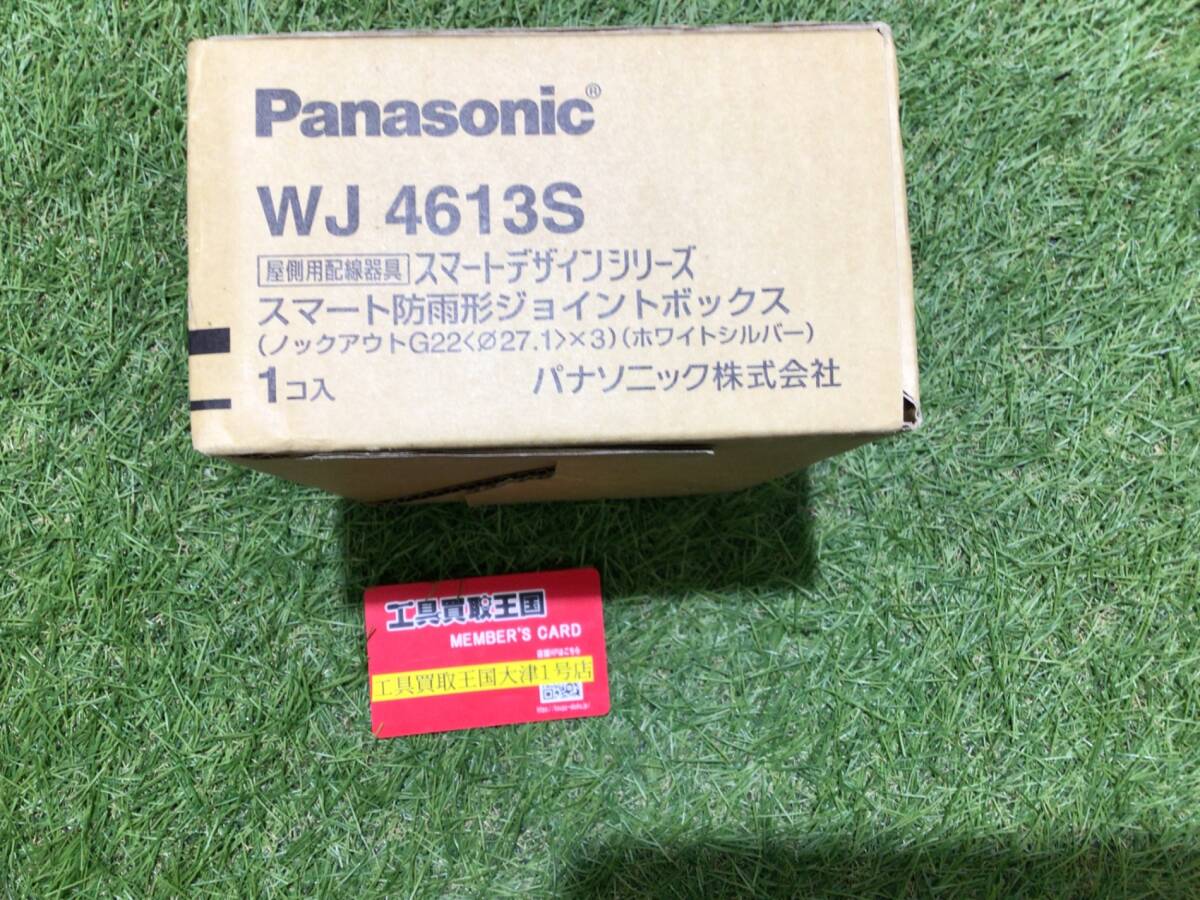 Panasonic®
WJ 4613S
屋側用配線器具 スマートデザインシリーズ
スマート防雨形ジョイントボックス
(ノックアウトG22<Ø27.1>×3)(ホワイトシルバー)
1コ入 パナソニック株式会社
工具買取王国
MEMBER'S CARD
工具買取王国大津1号店